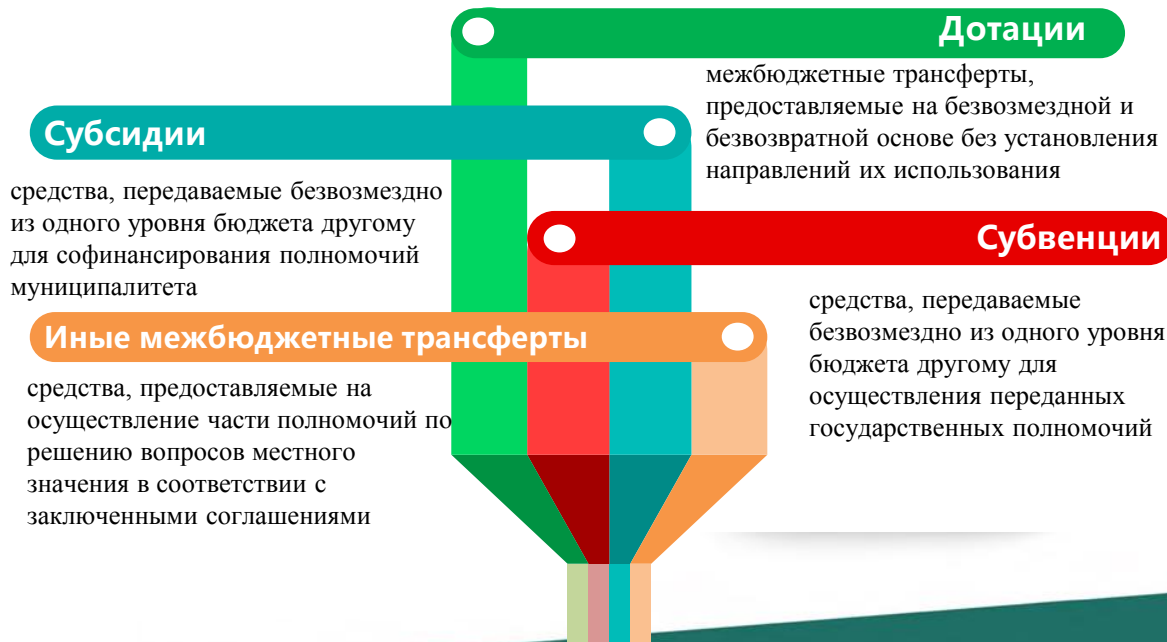 Дотации
межбюджетные трансферты,
предоставляемые на безвозмездной и
безвозвратной основе без установления
направлений их использования
Субсидии
средства, передаваемые безвозмездно
из одного уровня бюджета другому
для софинансирования полномочий
муниципалитета
Субвенции
средства, передаваемые
безвозмездно из одного уровня
бюджета другому для
осуществления переданных
государственных полномочий
Иные межбюджетные трансферты
средства, предоставляемые на
осуществление части полномочий по
решению вопросов местного
значения в соответствии с
заключенными соглашениями